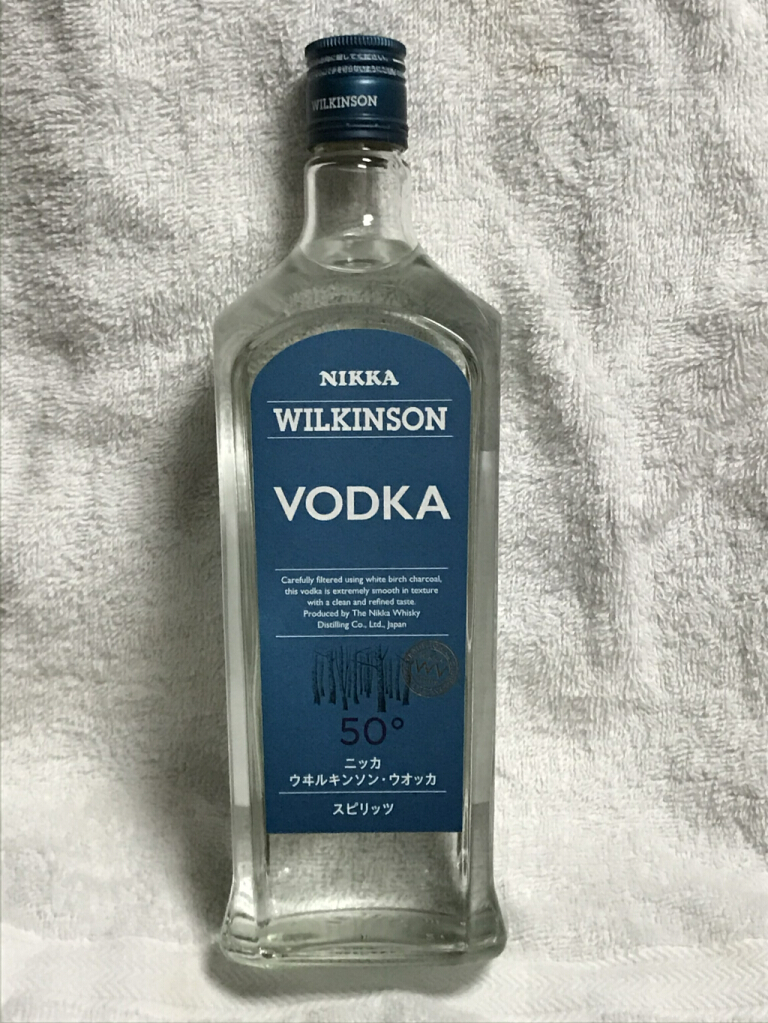 WILKINSON
NIKKA
WILKINSON
VODKA
Carefully filtered using white birch charcoal,
this vodka is extremely smooth in texture
with a clean and refined taste.
Produced by The Nikka Whisky
Distilling Co., Ltd., Japan
50°
ニッカ
ウヰルキンソン・ウオッカ
スピリッツ